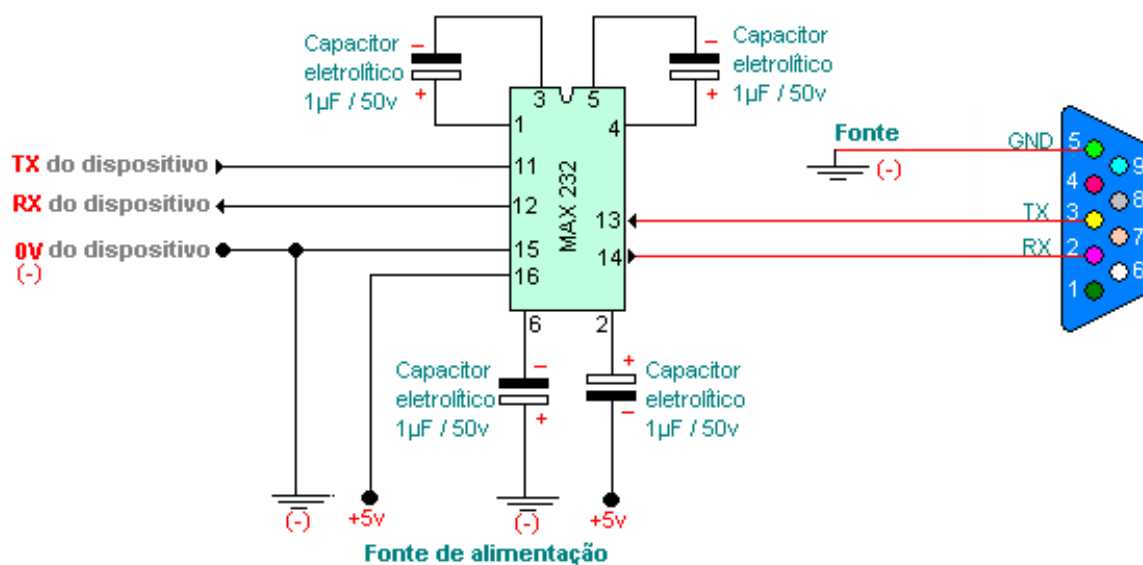 Capacitor
eletrolítico
1µF / 50v
–
+
Capacitor
eletrolítico
1µF / 50v
–
+
3
5
1
4
TX do dispositivo
11
RX do dispositivo
12
0V do dispositivo
(-)
15
16
MAX 232
13
14
6
2
Fonte
(-)
GND
TX
RX
5
4
3
2
1
9
8
7
6
Capacitor
eletrolítico
1µF / 50v
–
+
+
–
Capacitor
eletrolítico
1µF / 50v
(-)
+5v
(-)
+5v
Fonte de alimentação